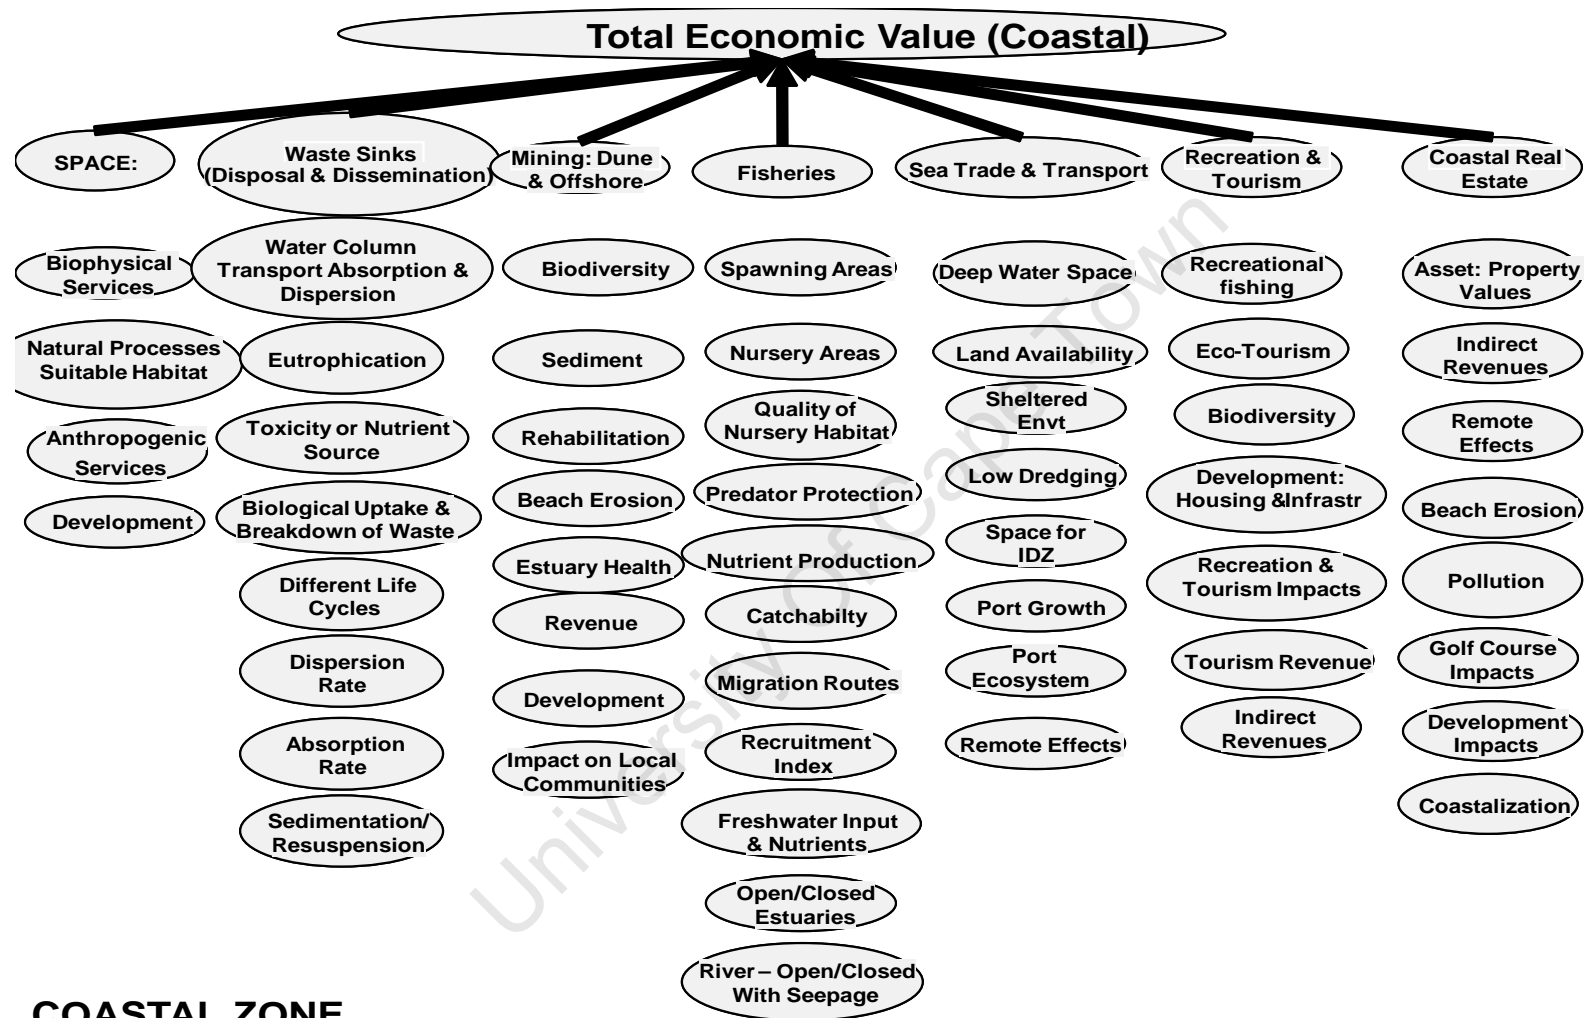 Total Economic Value (Coastal)
SPACE:
Biophysical
Services
Natural Processes
Suitable Habitat
Anthropogenic
Services
Development
Waste Sinks
(Disposal & Dissemination)
Water Column
Transport Absorption &
Dispersion
Eutrophication
Toxicity or Nutrient
Source
Biological Uptake &
Breakdown of Waste
Different Life
Cycles
Dispersion
Rate
Absorption
Rate
Sedimentation/
Resuspension
Mining: Dune
& Offshore
Biodiversity
Sediment
Rehabilitation
Beach Erosion
Estuary Health
Revenue
Development
Impact on Local
Communities
Fisheries
Spawning Areas
Nursery Areas
Quality of
Nursery Habitat
Predator Protection
Nutrient Production
Catchabilty
Migration Routes
Recruitment
Index
Freshwater Input
& Nutrients
Open/Closed
Estuaries
River – Open/Closed
With Seepage
Sea Trade & Transport
Deep Water Space
Land Availability
Sheltered
Envt
Low Dredging
Space for
IDZ
Port Growth
Port
Ecosystem
Remote Effects
Recreation &
Tourism
Recreational
fishing
Eco-Tourism
Biodiversity
Development:
Housing &Infrastr
Recreation &
Tourism Impacts
Tourism Revenue
Indirect
Revenues
Coastal Real
Estate
Asset: Property
Values
Indirect
Revenues
Remote
Effects
Beach Erosion
Pollution
Golf Course
Impacts
Development
Impacts
Coastalization
COASTAL ZONE
University Of Cape Town